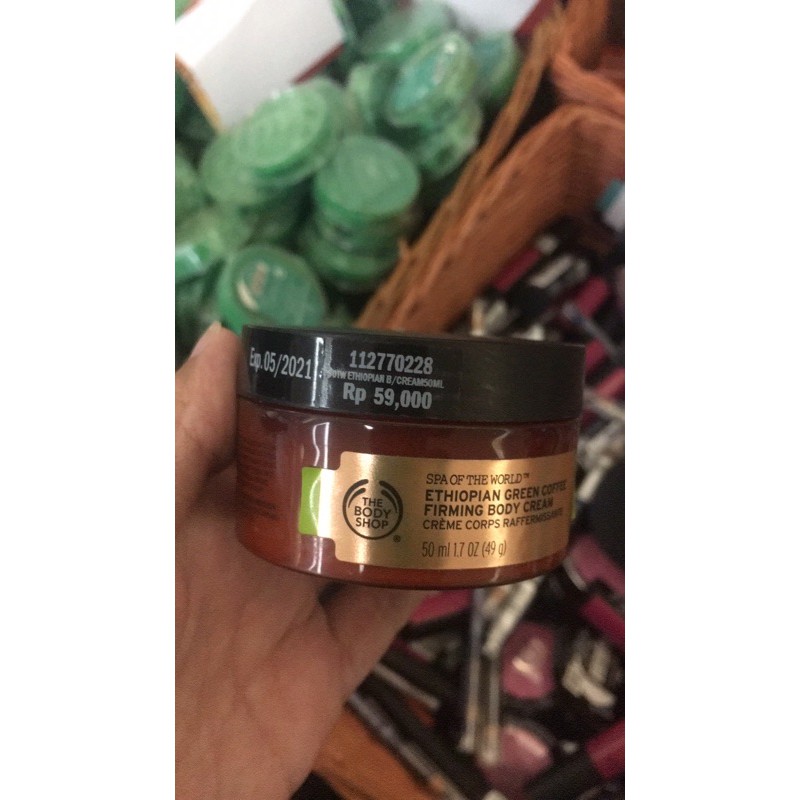 Exp. 05/2021
112770228
SOTW ETHIOPIAN B/CREAM50ML
Rp 59,000
THE
BODY
SHOP
SPA OF THE WORLD™
ETHIOPIAN GREEN COFFEE
FIRMING BODY CREAM
CRÈME CORPS RAFFERMISSANTE
50 ml 1.7 OZ (49 g)